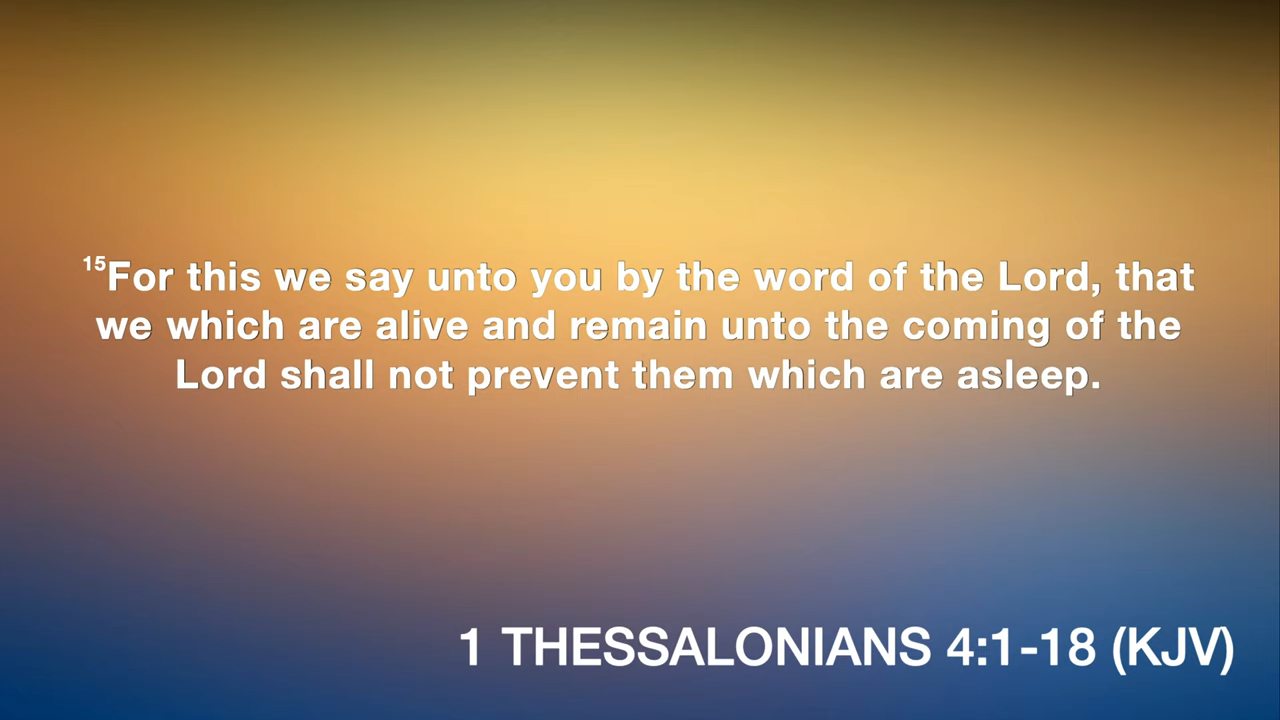 15For this we say unto you by the word of the Lord, that
we which are alive and remain unto the coming of the
Lord shall not prevent them which are asleep.
1 THESSALONIANS 4:1-18 (KJV)